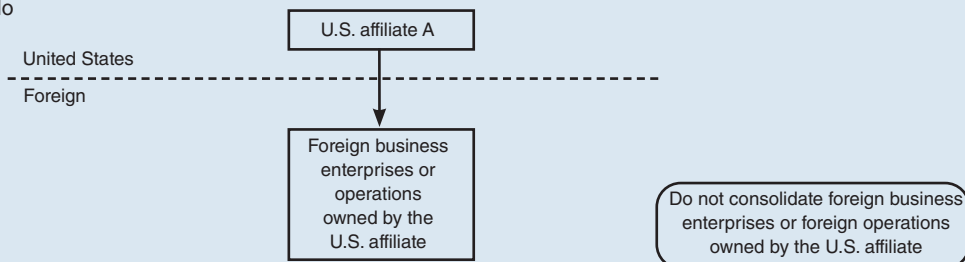 U.S. affiliate A
United States
Foreign
Foreign business
enterprises or
operations
owned by the
U.S. affiliate
Do not consolidate foreign business
enterprises or foreign operations
owned by the U.S. affiliate